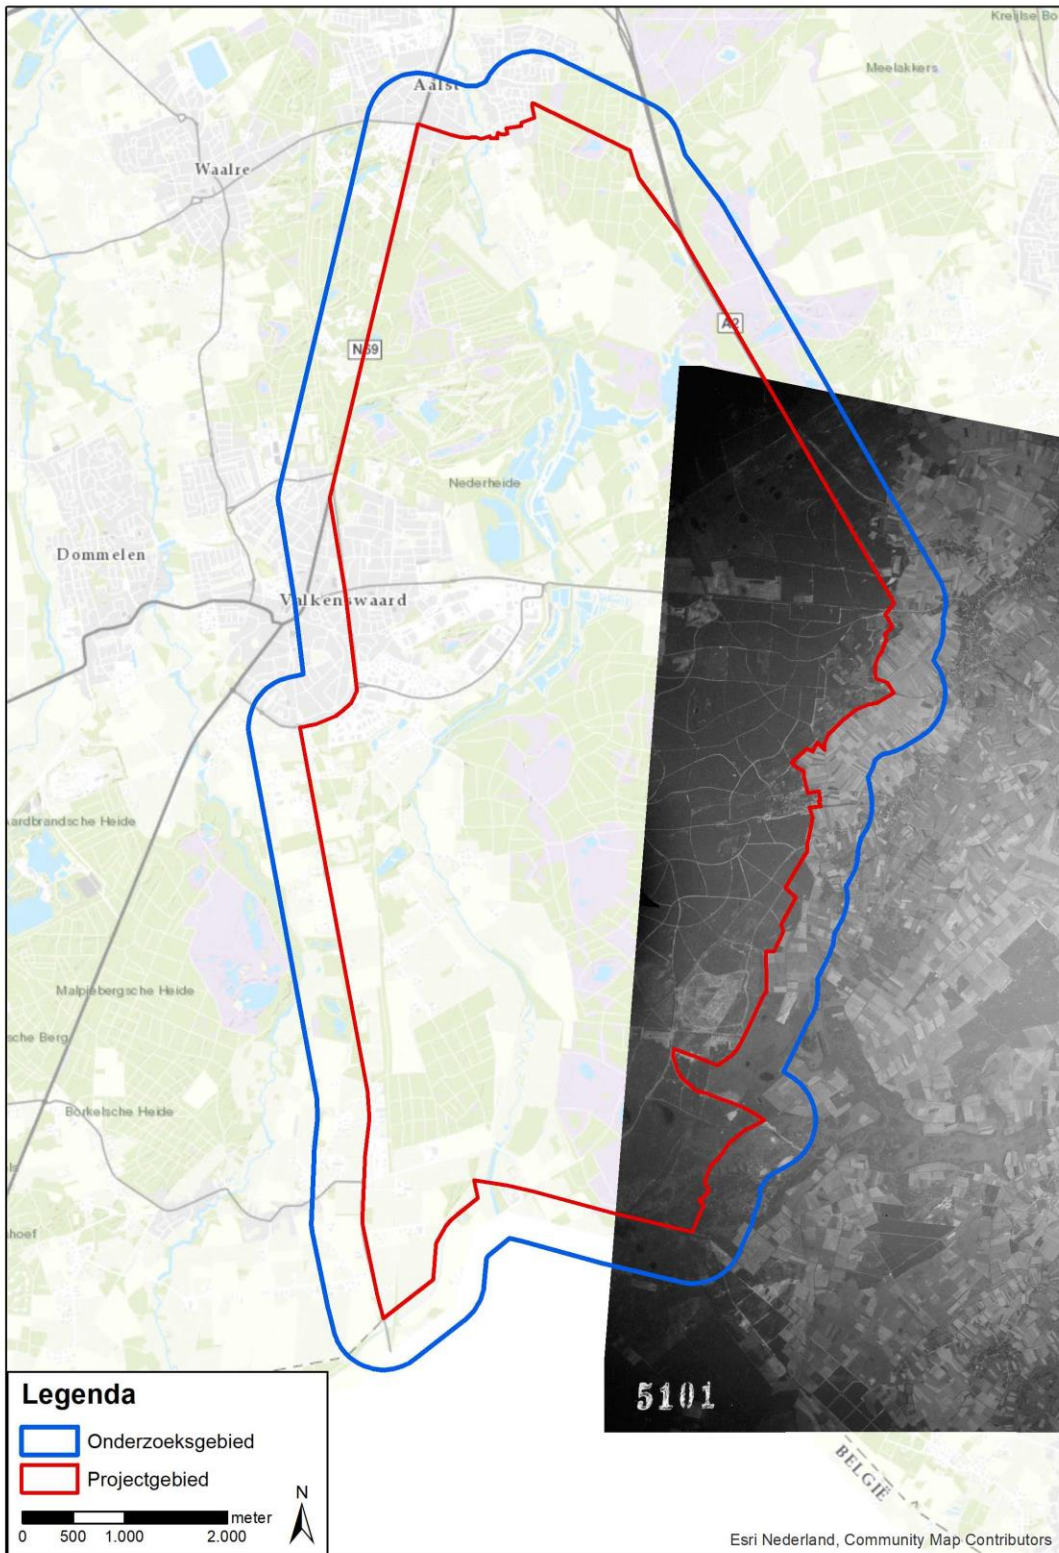 Kreijlse Bo
Meelakkers
Aalst
Waalre
A2
N69
Nederheide
Dommelen
Valkenswaard
aardbrandsche Heide
Malpiebergsche Heide
sche Berg
Borkelsche Heide
hoef
5101
Legenda
Onderzoeksgebied
Projectgebied
N
meter
0 500 1.000 2.000
BELGIË
Esri Nederland, Community Map Contributors